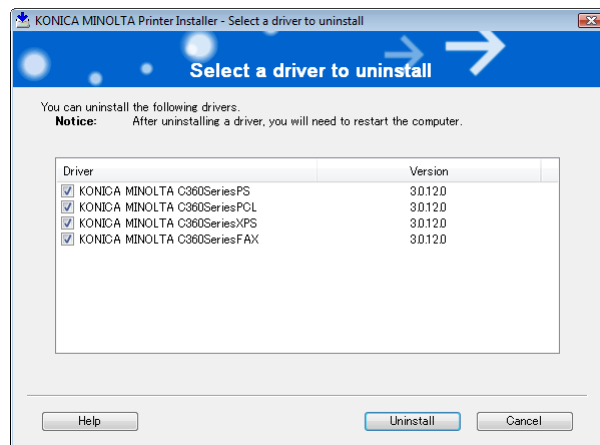 KONICA MINOLTA Printer Installer - Select a driver to uninstall
Select a driver to uninstall
You can uninstall the following drivers.
Notice: After uninstalling a driver, you will need to restart the computer.
Driver Version
KONICA MINOLTA C360SeriesPS 3.0.12.0
KONICA MINOLTA C360SeriesPCL 3.0.12.0
KONICA MINOLTA C360SeriesXPS 3.0.12.0
KONICA MINOLTA C360SeriesFAX 3.0.12.0
Help Uninstall Cancel